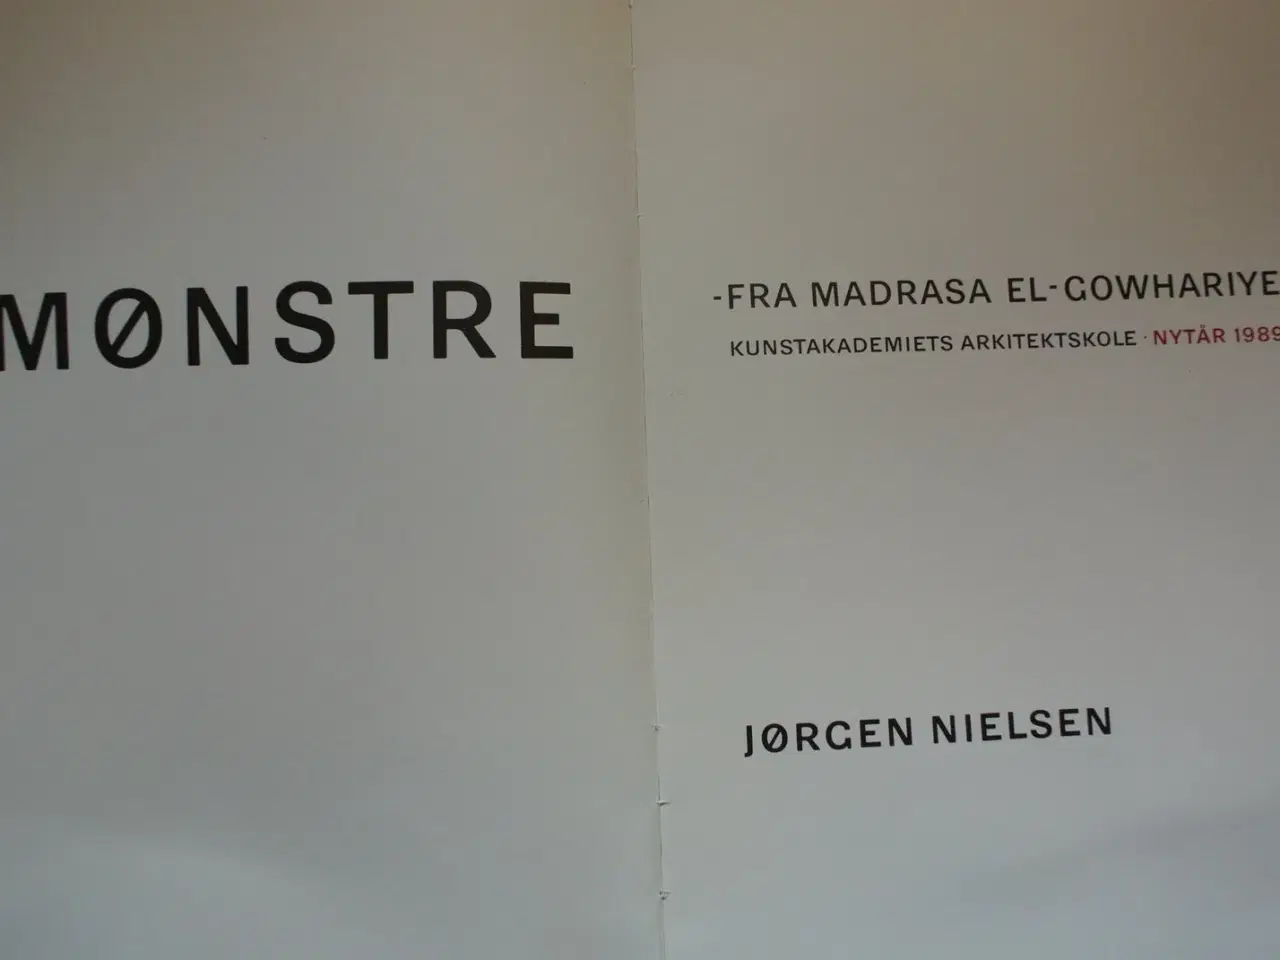 MØNSTRE
-FRA MADRASA EL-GOWHARIYE
KUNSTAKADEMIETS ARKITEKTSKOLE · NYTÅR 1989
JØRGEN NIELSEN